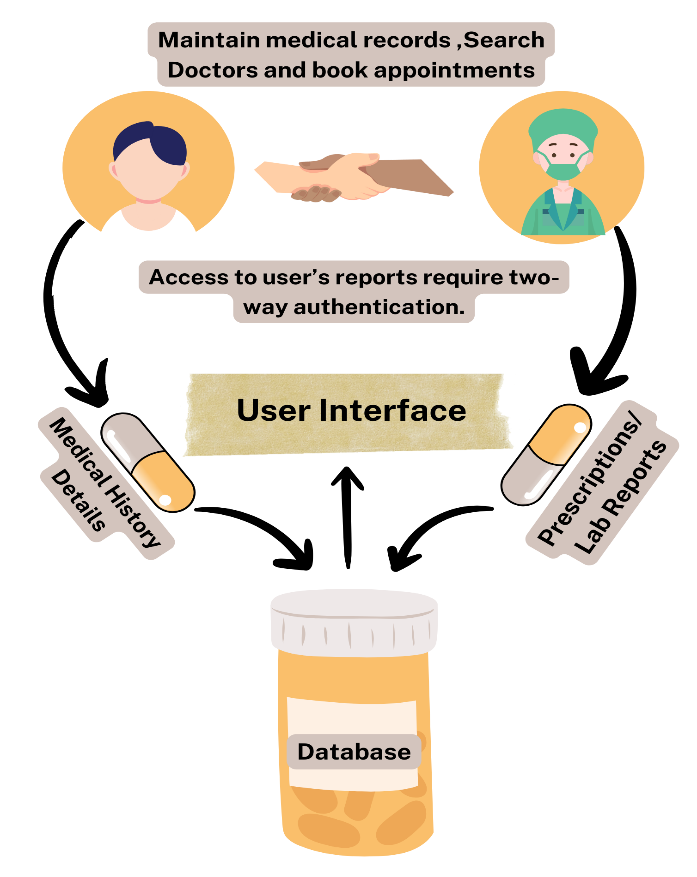 Maintain medical records ,Search
Doctors and book appointments
Access to user's reports require two-
way authentication.
User Interface
Medical History
Details
Prescriptions/
Lab Reports
Database